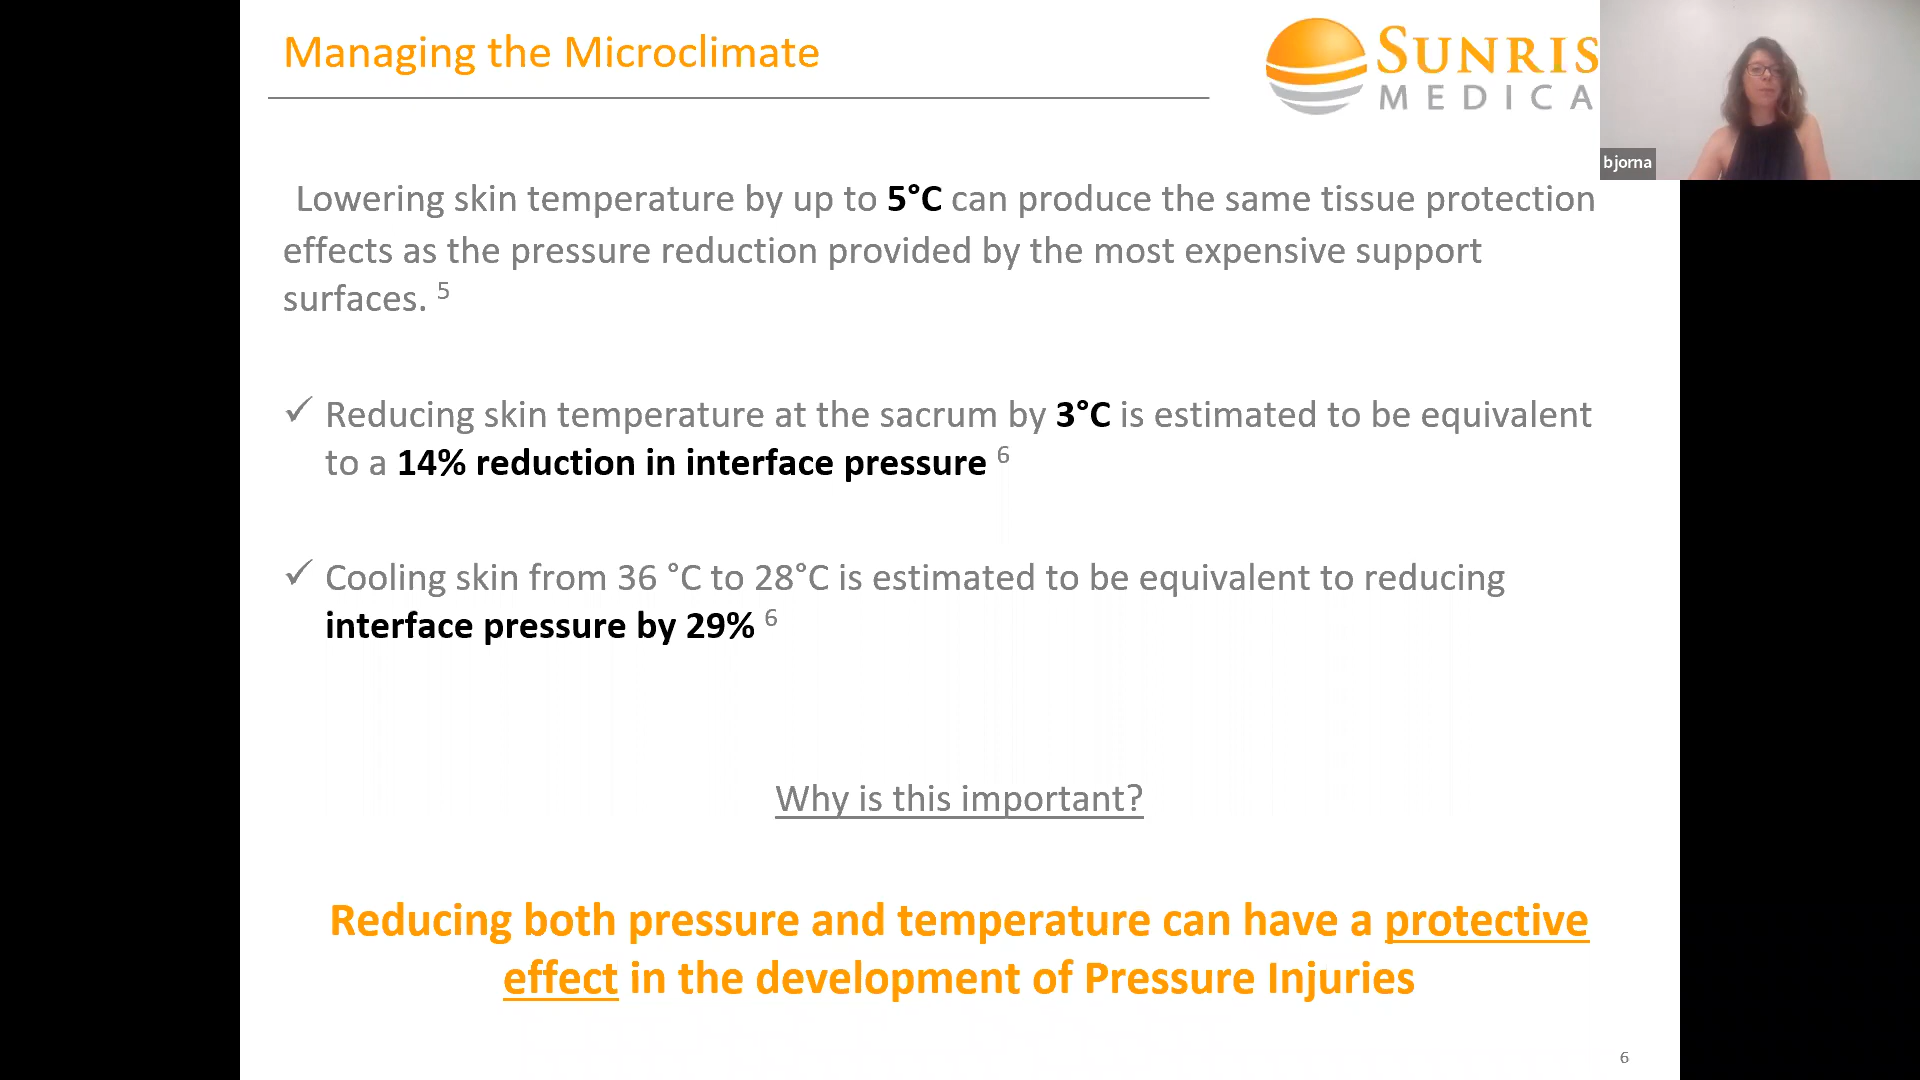 Managing the Microclimate
SUNRIS
MEDICA
bjorna
Lowering skin temperature by up to 5°C can produce the same tissue protection
effects as the pressure reduction provided by the most expensive support
surfaces. 5
✓ Reducing skin temperature at the sacrum by 3°C is estimated to be equivalent
to a 14% reduction in interface pressure 6
✓ Cooling skin from 36 °C to 28°C is estimated to be equivalent to reducing
interface pressure by 29% 6
Why is this important?
Reducing both pressure and temperature can have a protective
effect in the development of Pressure Injuries
6